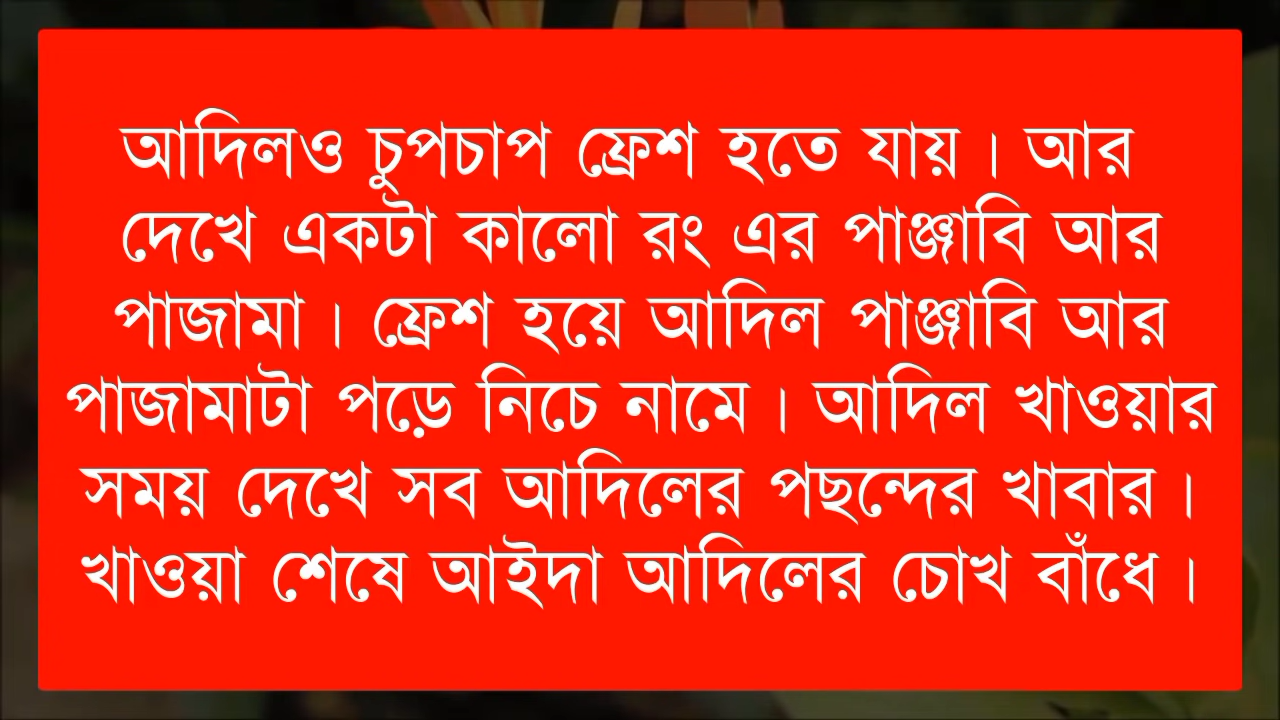 আদিলও চুপচাপ ফ্রেশ হতে যায়। আর
দেখে একটা কালো রং এর পাঞ্জাবি আর
পাজামা। ফ্রেশ হয়ে আদিল পাঞ্জাবি আর
পাজামাটা পড়ে নিচে নামে। আদিল খাওয়ার
সময় দেখে সব আদিলের পছন্দের খাবার।
খাওয়া শেষে আইদা আদিলের চোখ বাঁধে।